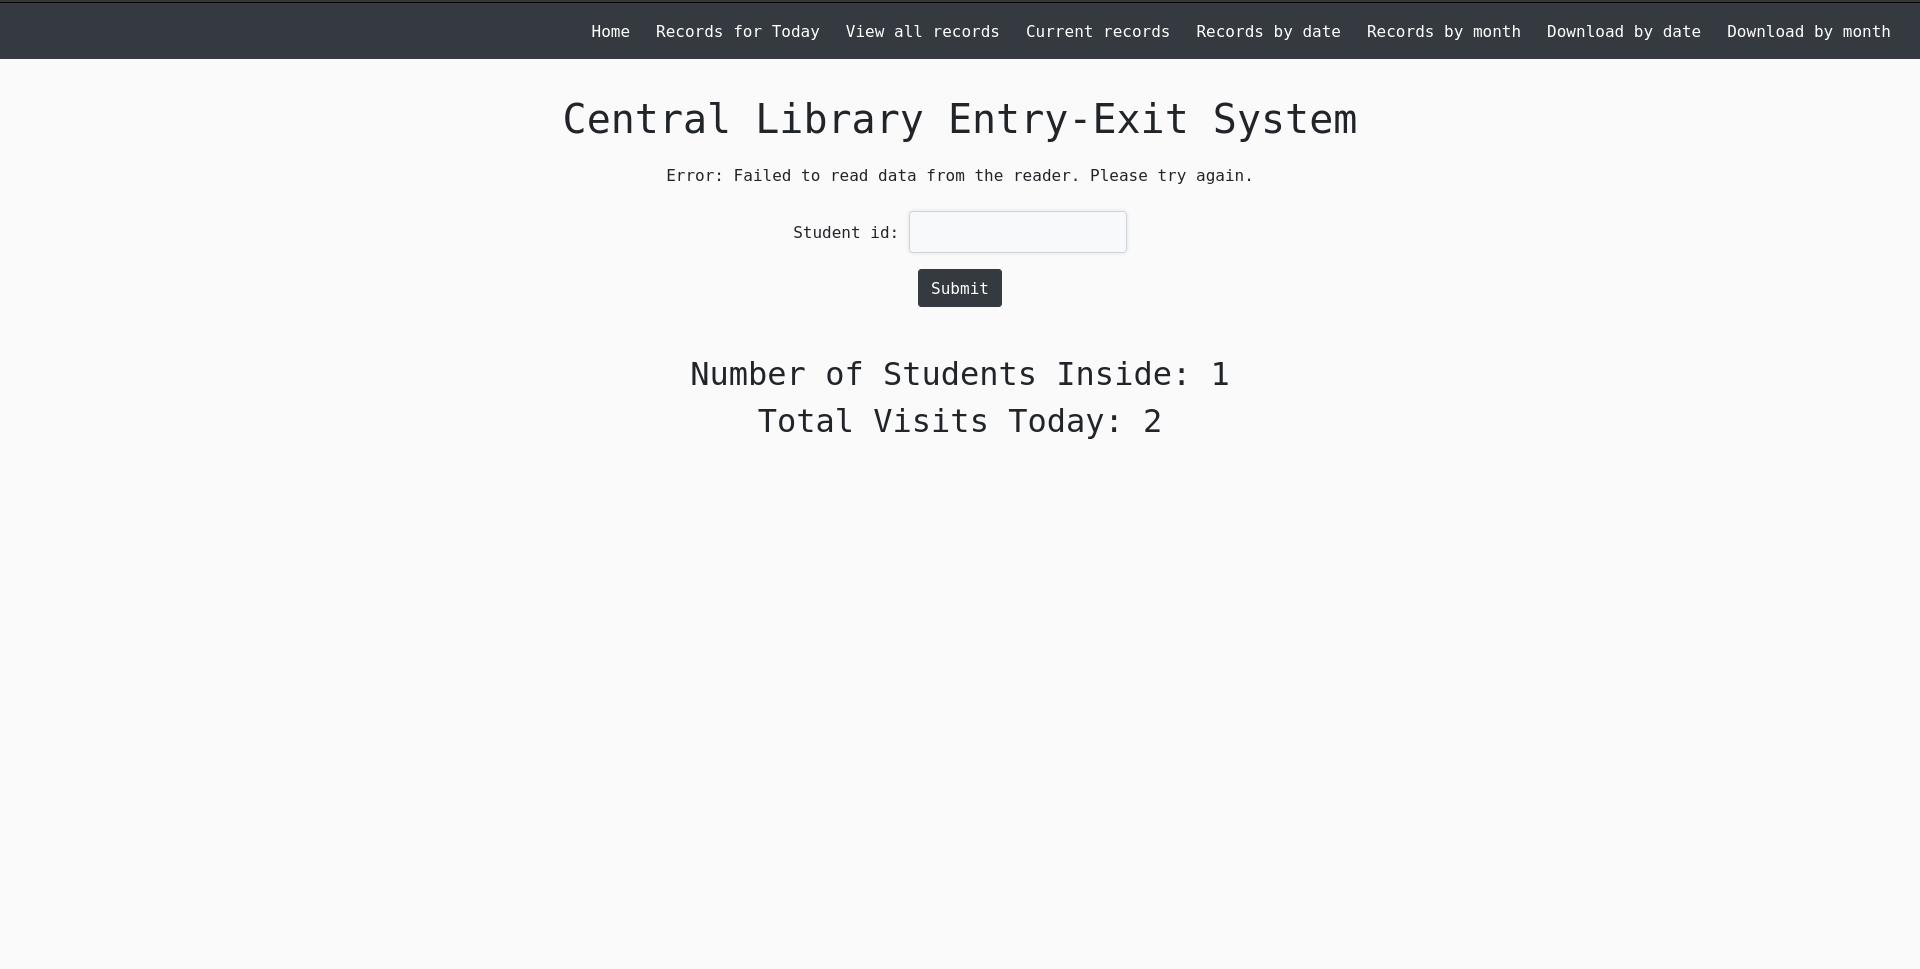 Home Records for Today View all records Current records Records by date Records by month Download by date Download by month
Central Library Entry-Exit System
Error: Failed to read data from the reader. Please try again.
Student id:
Submit
Number of Students Inside: 1
Total Visits Today: 2